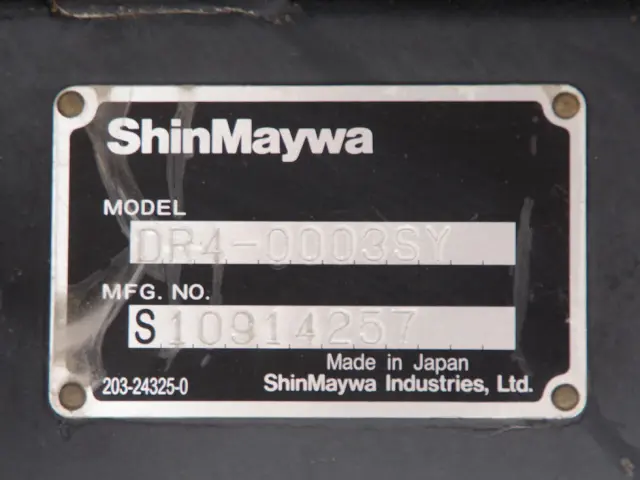 ShinMaywa
MODEL
DR4-0003SY
MFG. NO.
S10914257
Made in Japan
203-24325-0 ShinMaywa Industries, Ltd.